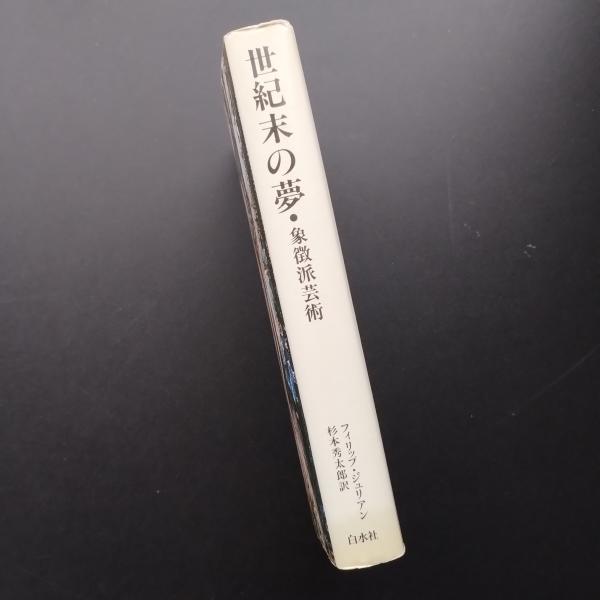 世紀末の夢・象徴派芸術
フィリップ・ジュリアン
杉本秀太郎訳
白水社